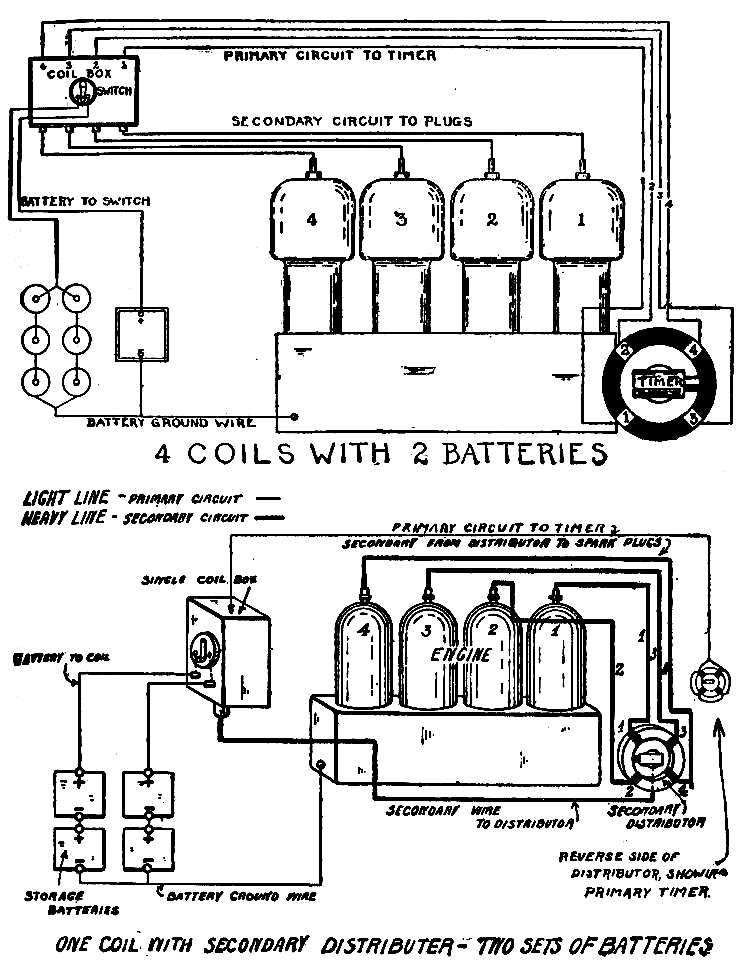 PRIMARY CIRCUIT TO TIMER
4 3 2 1
COIL BOX
SWITCH
SECONDARY CIRCUIT TO PLUGS
1 2 3 4
BATTERY TO SWITCH
4 3 2 1
2 4
TIMER
1 3
BATTERY GROUND WIRE
4 COILS WITH 2 BATTERIES
LIGHT LINE - PRIMARY CIRCUIT
HEAVY LINE - SECONDARY CIRCUIT
PRIMARY CIRCUIT TO TIMER
SECONDARY FROM DISTRIBUTOR TO SPARK PLUGS
SINGLE COIL BOX
4 3 2 1
ENGINE
1
3
2
4
BATTERY TO COIL
1 3
2 4
SECONDARY WIRE
TO DISTRIBUTOR
SECONDARY
DISTRIBUTOR
REVERSE SIDE OF
DISTRIBUTOR, SHOWING
PRIMARY TIMER.
STORAGE
BATTERIES
BATTERY GROUND WIRE
ONE COIL WITH SECONDARY DISTRIBUTER - TWO SETS OF BATTERIES